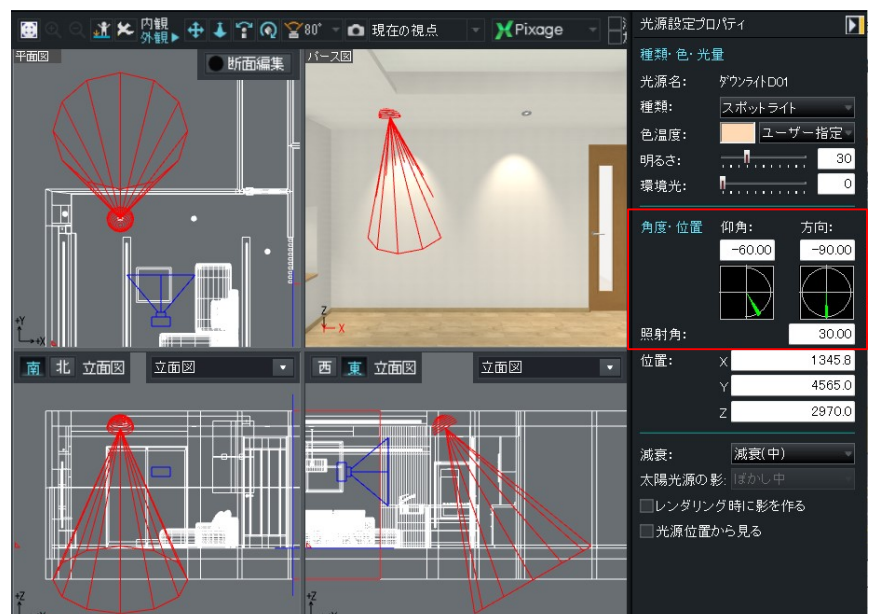 内観
外観
80°
現在の視点
Pixage
平面図
断面編集
パース図
+Y
+X
Z
X
南 北 立面図
立面図
西 東 立面図
立面図
+Z
+Z
光源設定プロパティ
種類・色・光量
光源名: ダウンライトD01
種類: スポットライト
色温度: ユーザー指定
明るさ: 30
環境光: 0
角度・位置 仰角: 方向:
-60.00 -90.00
照射角: 30.00
位置: X 1345.8
Y 4565.0
Z 2970.0
減衰: 減衰(中)
太陽光源の影: ぼかし中
レンダリング時に影を作る
光源位置から見る